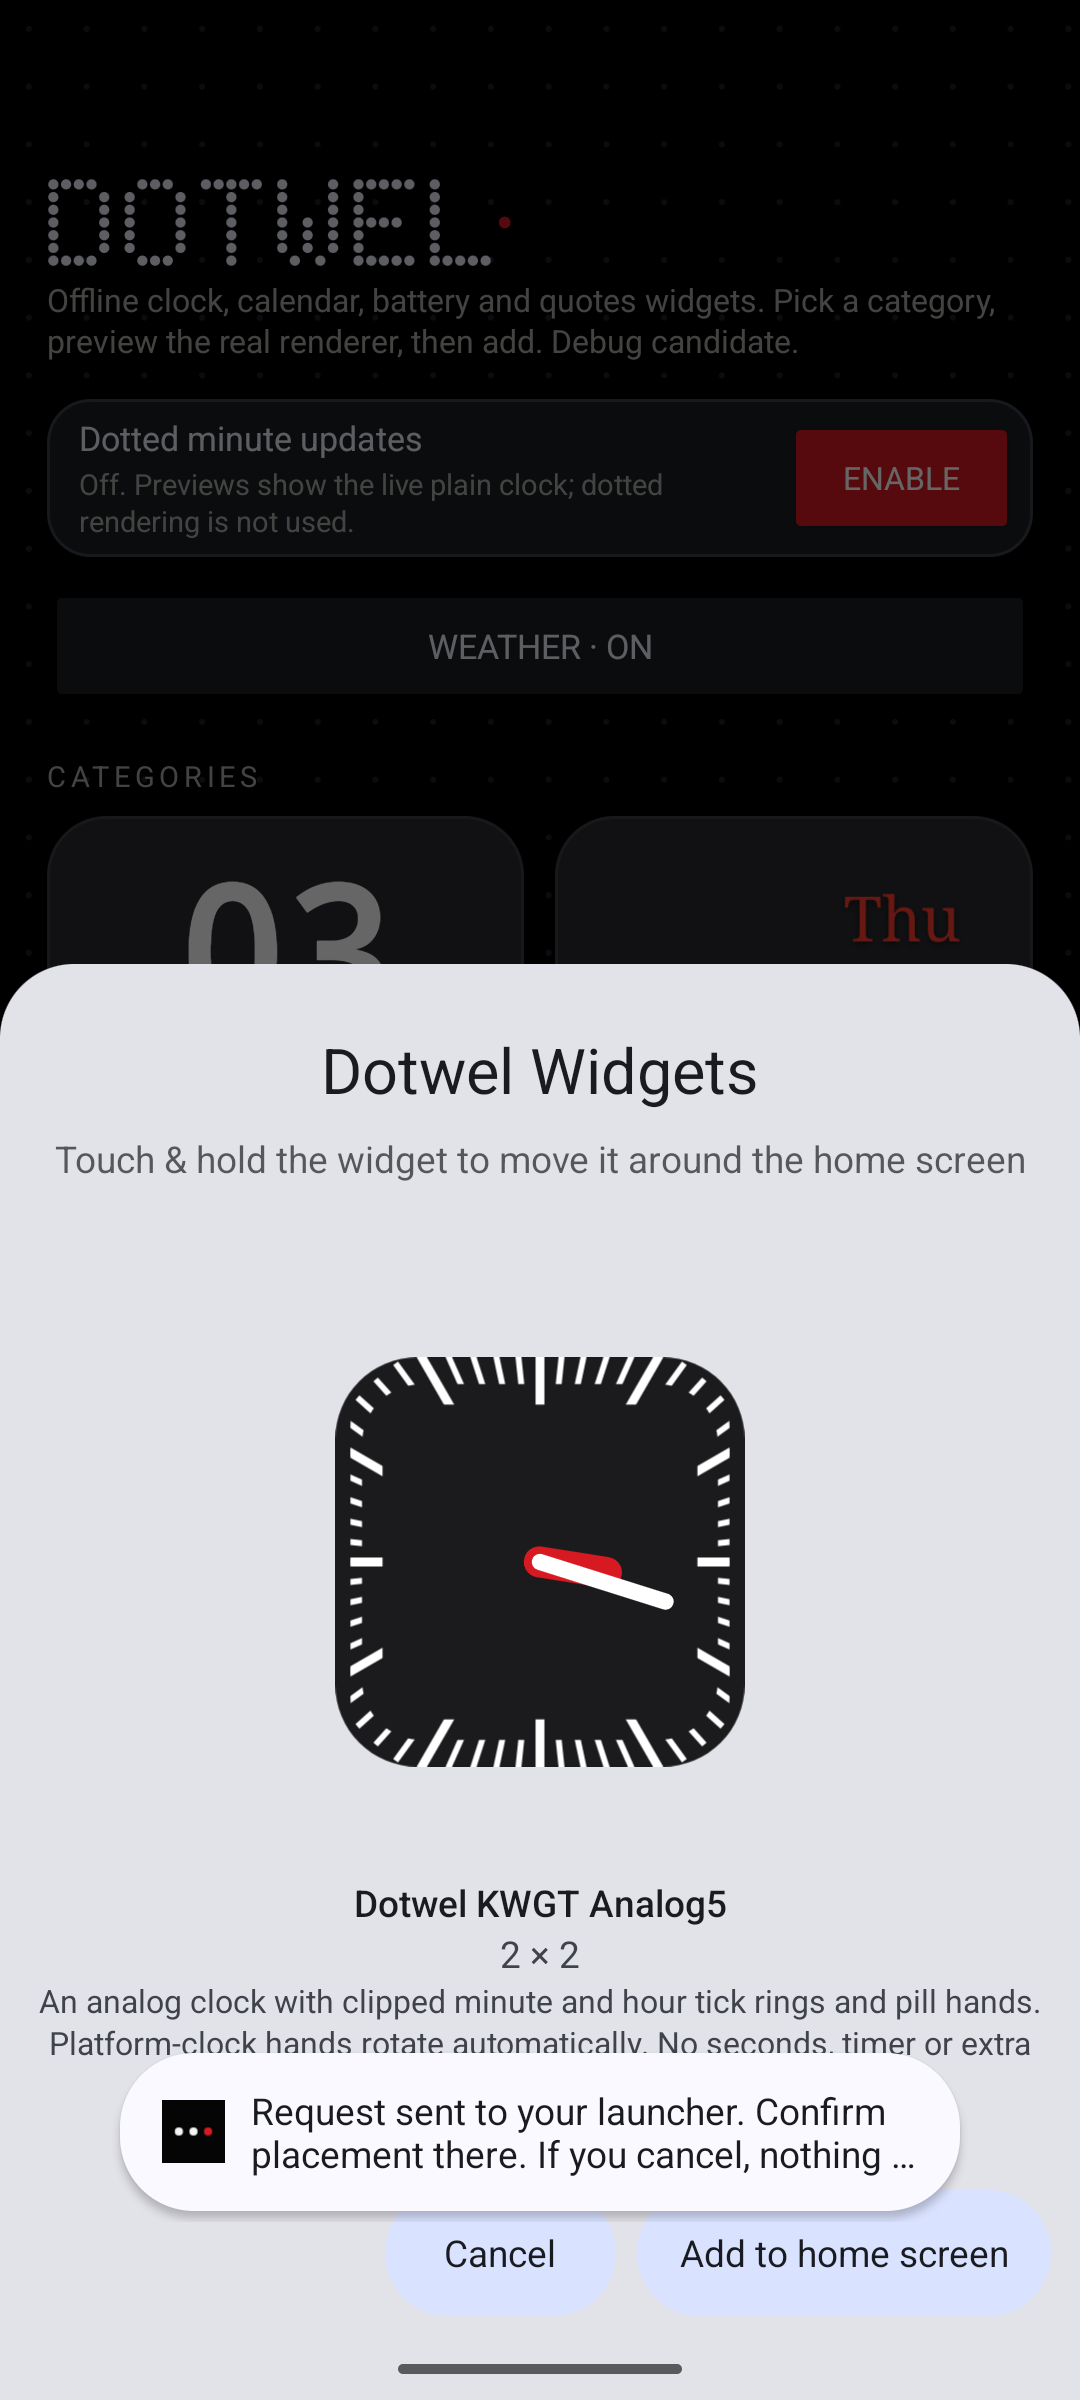 DOTWEL
Offline clock, calendar, battery and quotes widgets. Pick a category,
preview the real renderer, then add. Debug candidate.
Dotted minute updates
Off. Previews show the live plain clock; dotted
rendering is not used.
ENABLE
WEATHER · ON
CATEGORIES
03
Thu
Dotwel Widgets
Touch & hold the widget to move it around the home screen
Dotwel KWGT Analog5
2 × 2
An analog clock with clipped minute and hour tick rings and pill hands.
Platform-clock hands rotate automatically. No seconds, timer or extra
Request sent to your launcher. Confirm
placement there. If you cancel, nothing …
Cancel
Add to home screen